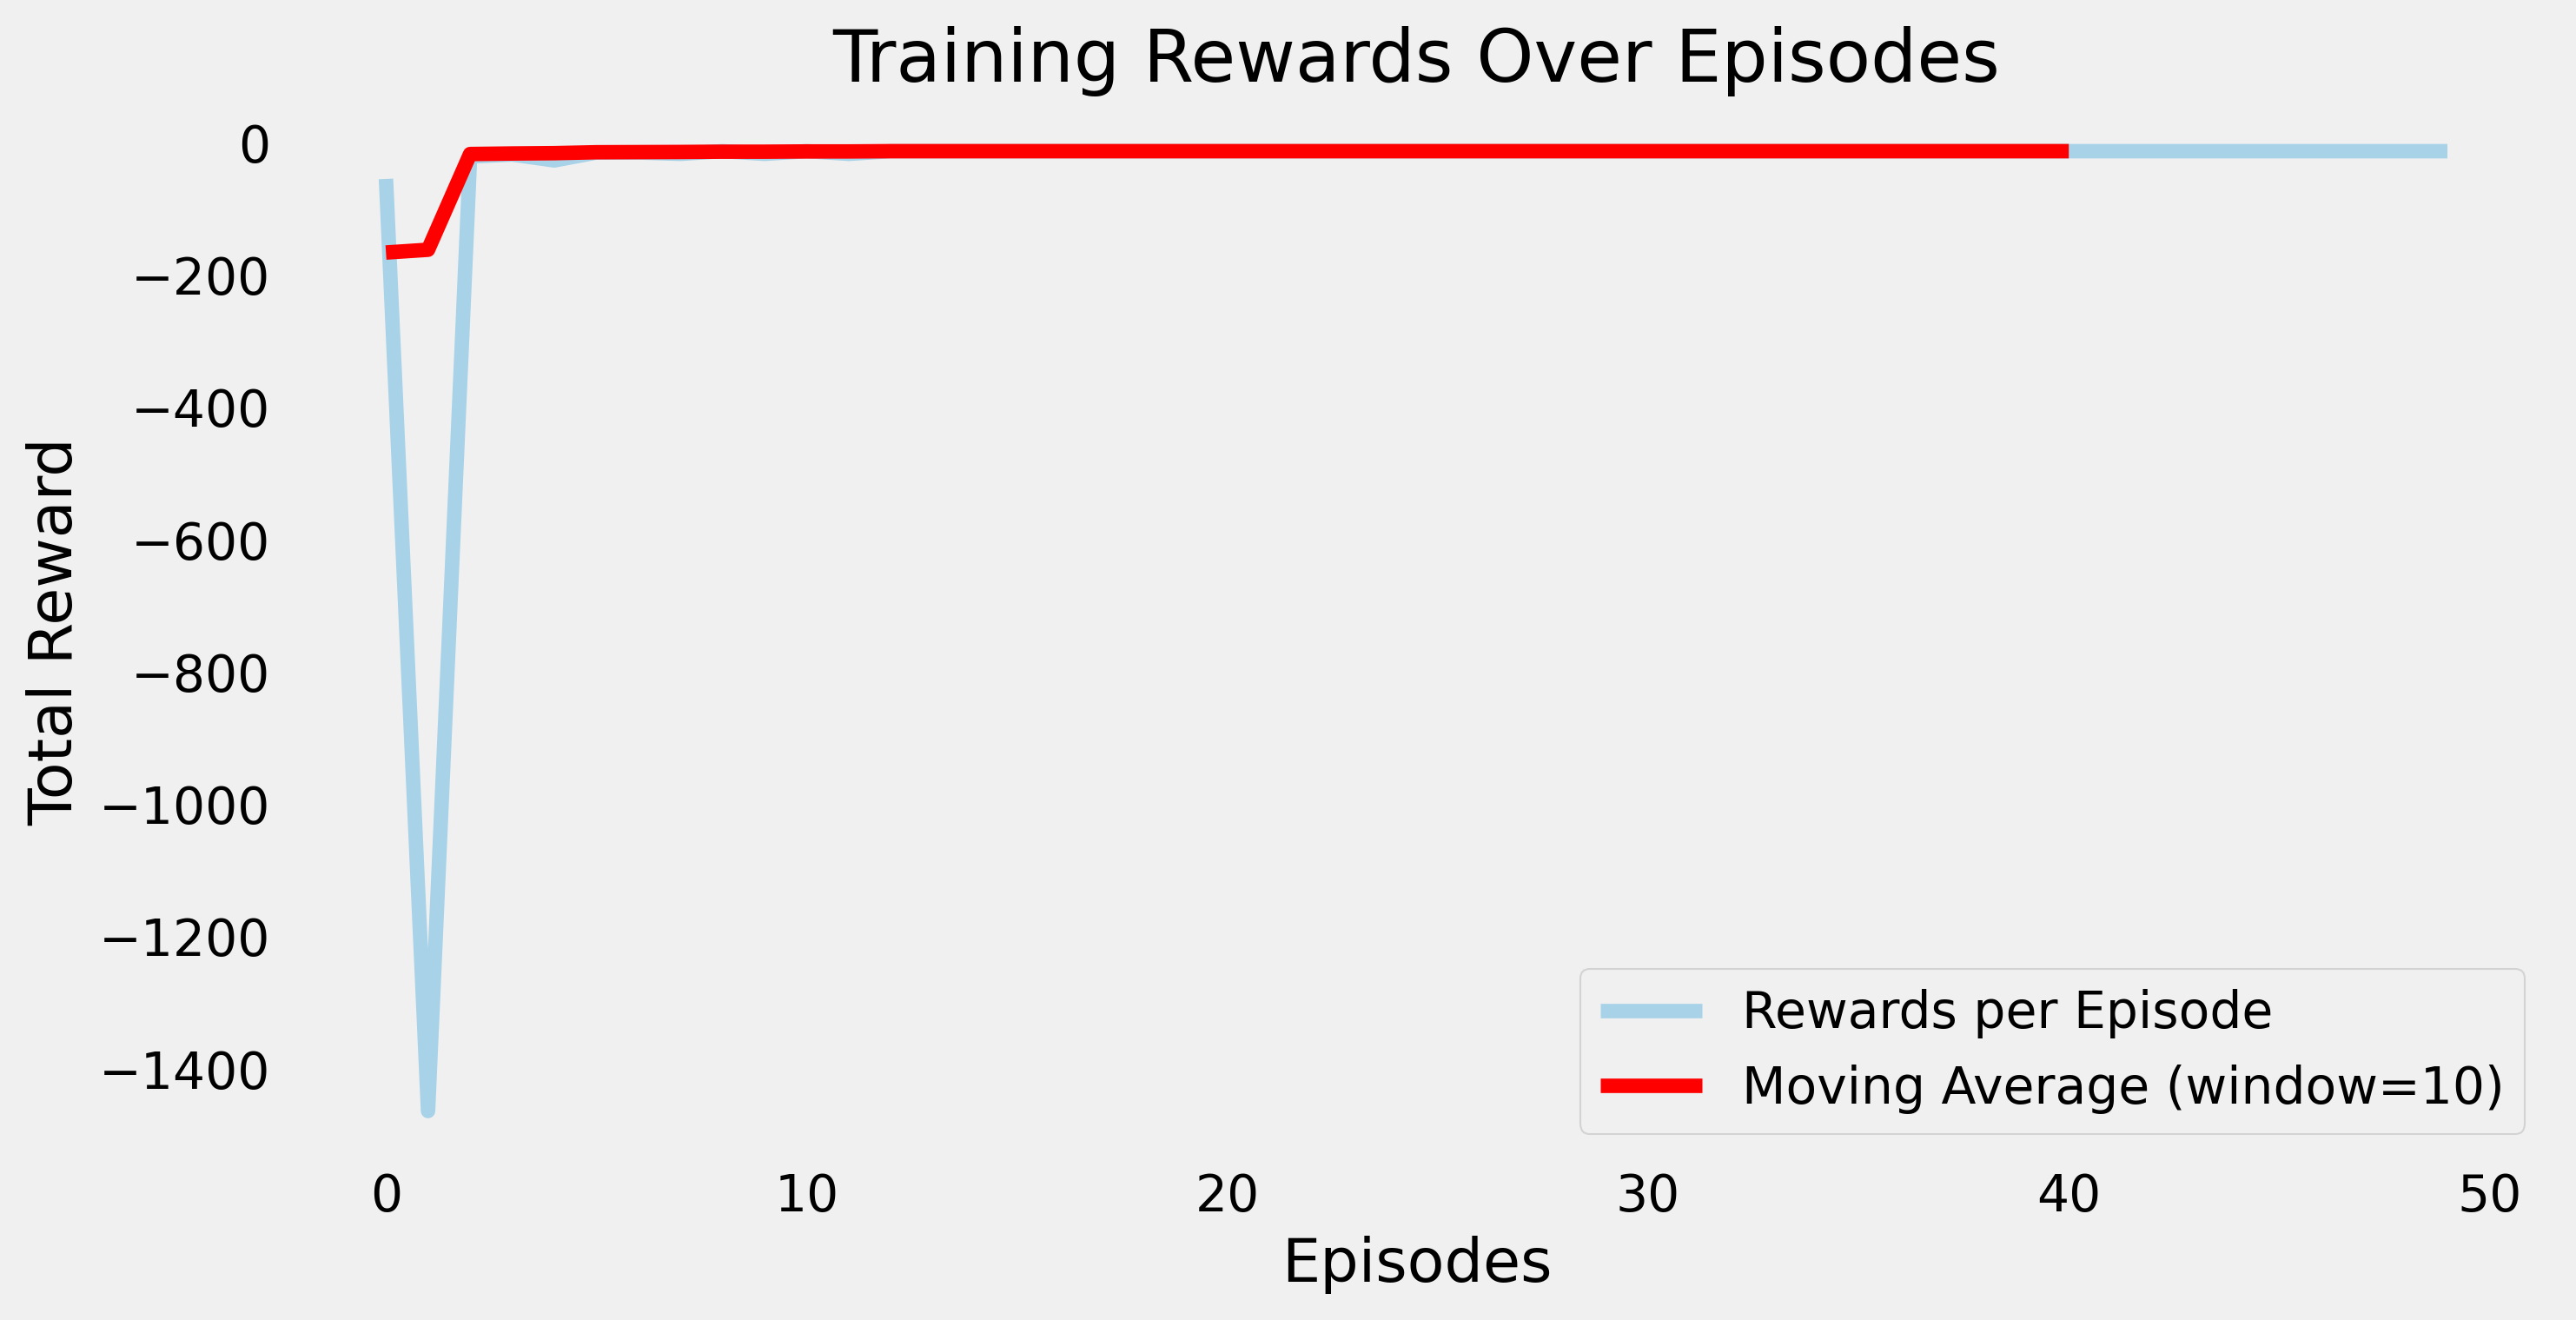 Training Rewards Over Episodes
0
−200
−400
−600
−800
−1000
−1200
−1400
Total Reward
Rewards per Episode
Moving Average (window=10)
0 10 20 30 40 50
Episodes